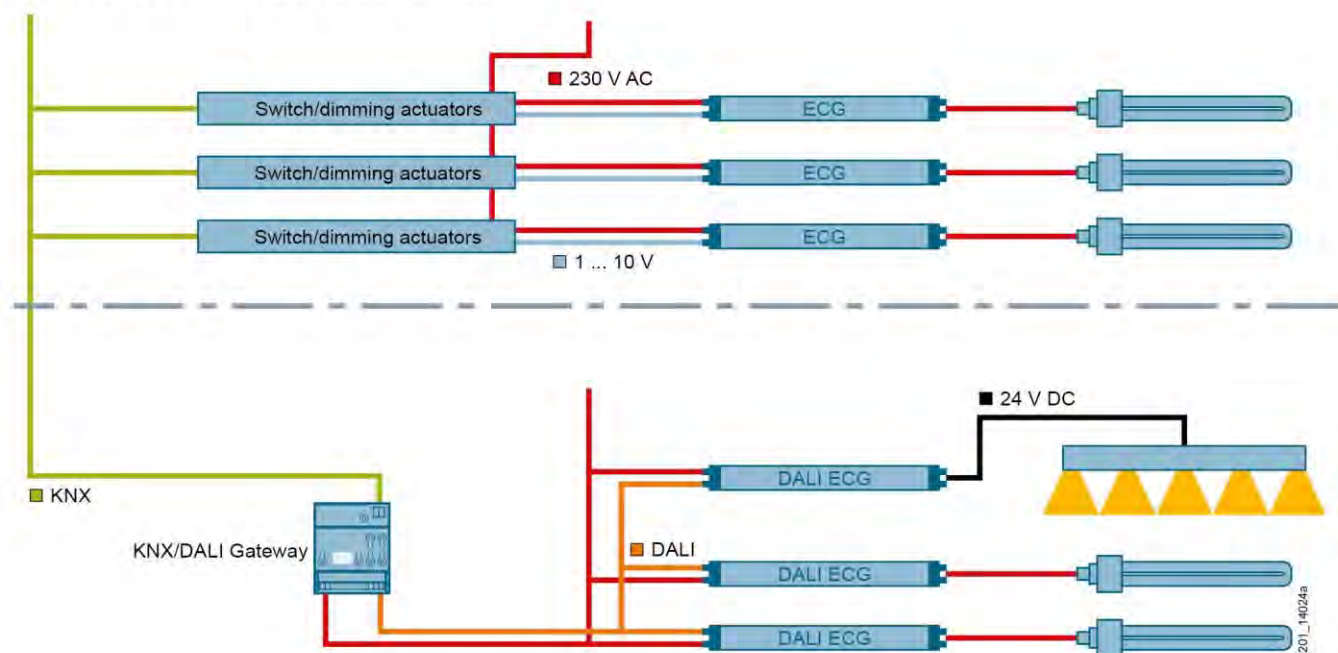 230 V AC
Switch/dimming actuators
ECG
Switch/dimming actuators
ECG
Switch/dimming actuators
ECG
1 ... 10 V
24 V DC
DALI ECG
KNX
KNX/DALI Gateway
DALI
DALI ECG
DALI ECG
201_14024a